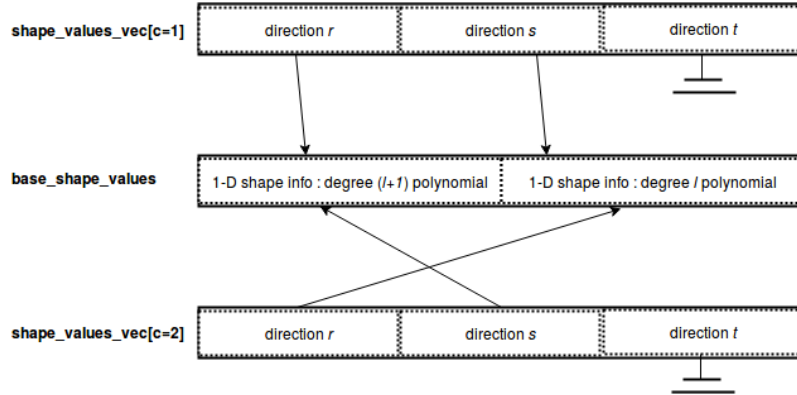 shape_values_vec[c=1]
direction r
direction s
direction t
base_shape_values
1-D shape info : degree (l+1) polynomial
1-D shape info : degree l polynomial
shape_values_vec[c=2]
direction r
direction s
direction t